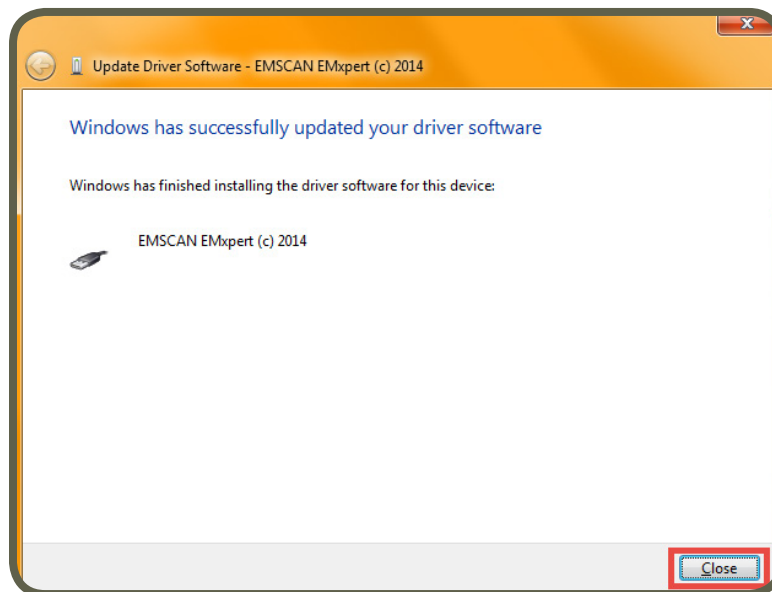 Update Driver Software - EMSCAN EMxpert (c) 2014
Windows has successfully updated your driver software
Windows has finished installing the driver software for this device:
EMSCAN EMxpert (c) 2014
Close